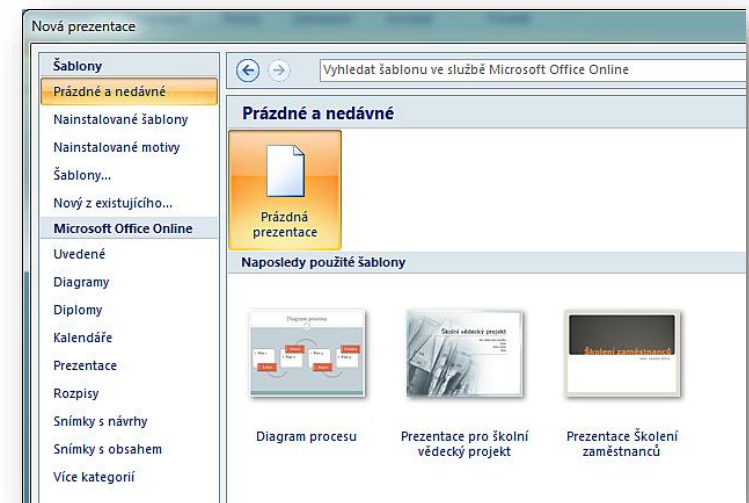 Nová prezentace
Šablony
Prázdné a nedávné
Nainstalované šablony
Nainstalované motivy
Šablony...
Nový z existujícího...
Microsoft Office Online
Uvedené
Diagramy
Diplomy
Kalendáře
Prezentace
Rozpisy
Snímky s návrhy
Snímky s obsahem
Více kategorií
Vyhledat šablonu ve službě Microsoft Office Online
Prázdné a nedávné
Prázdná
prezentace
Naposledy použité šablony
Diagram procesu
Školní vědecký projekt
Školení zaměstnanců
Diagram procesu
Prezentace pro školní
vědecký projekt
Prezentace Školení
zaměstnanců